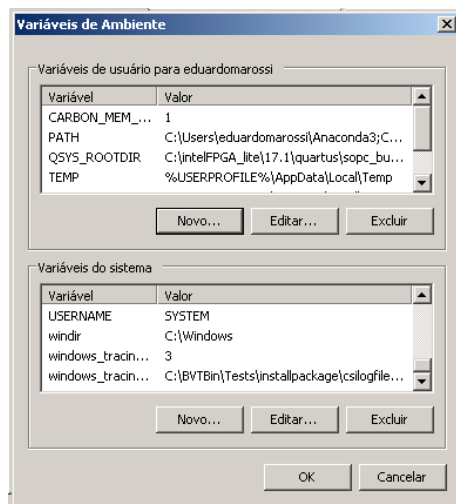 Variáveis de Ambiente
Variáveis de usuário para eduardomarossi
Variável Valor
CARBON_MEM_... 1
PATH C:\Users\eduardomarossi\Anaconda3;C...
QSYS_ROOTDIR C:\intelFPGA_lite\17.1\quartus\sopc_bu...
TEMP %USERPROFILE%\AppData\Local\Temp
Novo... Editar... Excluir
Variáveis do sistema
Variável Valor
USERNAME SYSTEM
windir C:\Windows
windows_tracin... 3
windows_tracin... C:\BVTBin\Tests\installpackage\csilogfile...
Novo... Editar... Excluir
OK Cancelar